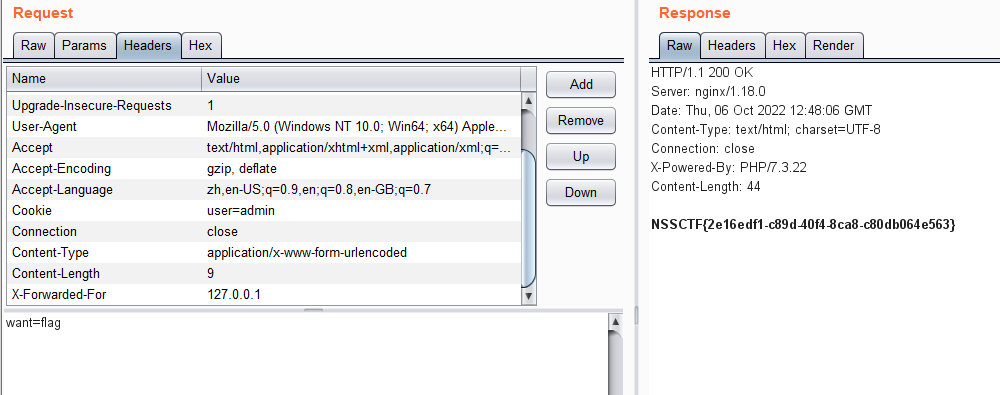 Request
Raw Params Headers Hex
Name Value
Upgrade-Insecure-Requests 1
User-Agent Mozilla/5.0 (Windows NT 10.0; Win64; x64) Apple...
Accept text/html,application/xhtml+xml,application/xml;q=...
Accept-Encoding gzip, deflate
Accept-Language zh,en-US;q=0.9,en;q=0.8,en-GB;q=0.7
Cookie user=admin
Connection close
Content-Type application/x-www-form-urlencoded
Content-Length 9
X-Forwarded-For 127.0.0.1
Add
Remove
Up
Down
want=flag
Response
Raw Headers Hex Render
HTTP/1.1 200 OK
Server: nginx/1.18.0
Date: Thu, 06 Oct 2022 12:48:06 GMT
Content-Type: text/html; charset=UTF-8
Connection: close
X-Powered-By: PHP/7.3.22
Content-Length: 44
NSSCTF{2e16edf1-c89d-40f4-8ca8-c80db064e563}